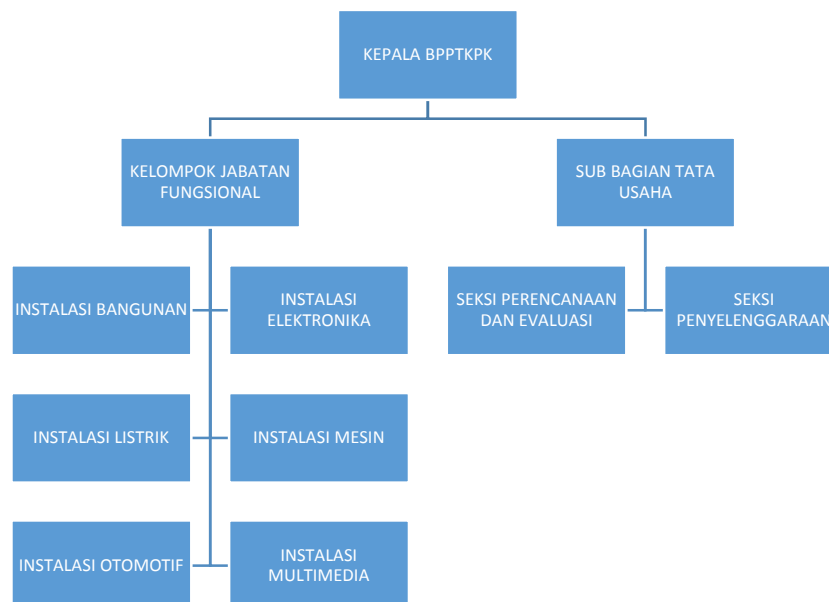 KEPALA BPPTKPK
KELOMPOK JABATAN
FUNGSIONAL
SUB BAGIAN TATA
USAHA
INSTALASI BANGUNAN
INSTALASI
ELEKTRONIKA
SEKSI PERENCANAAN
DAN EVALUASI
SEKSI
PENYELENGGARAAN
INSTALASI LISTRIK
INSTALASI MESIN
INSTALASI OTOMOTIF
INSTALASI
MULTIMEDIA